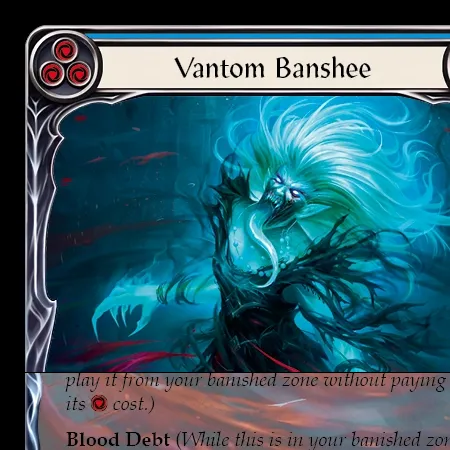 Vantom Banshee
play it from your banished zone without paying
its cost.)
Blood Debt (While this is in your banished